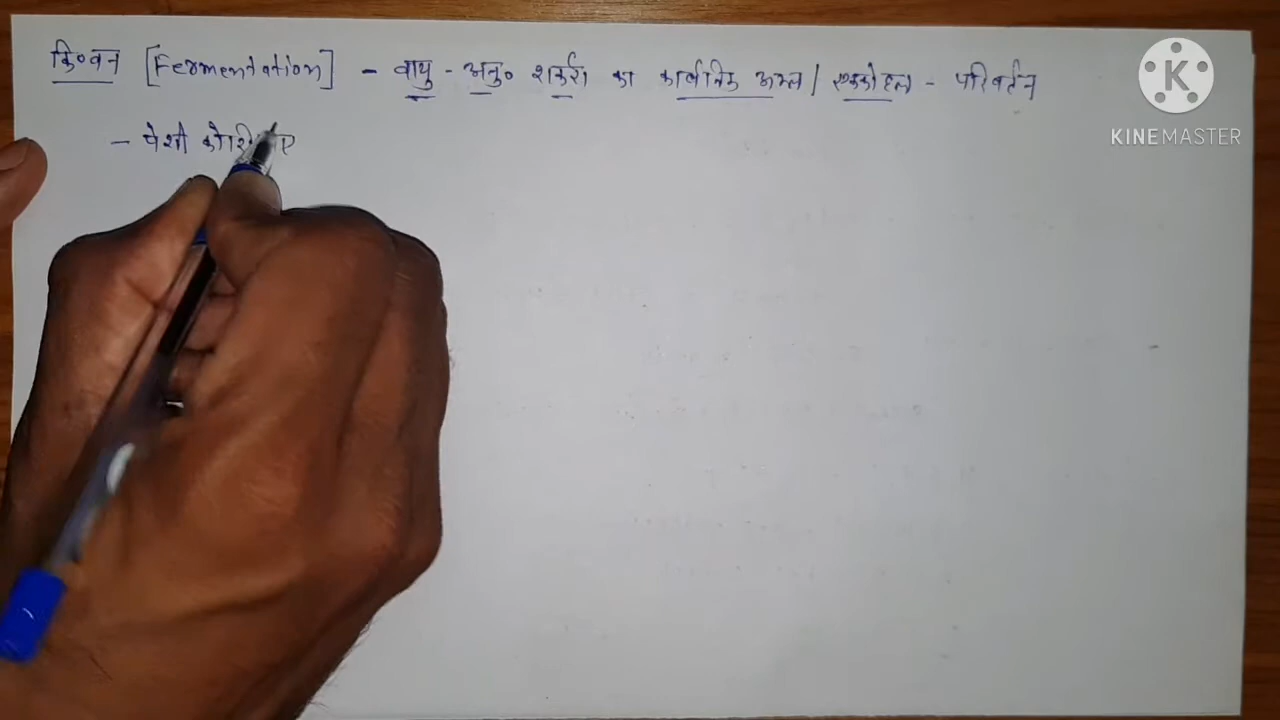 किण्वन [Fermentation] - वायु - अनु० शर्करा का कार्बनिक अम्ल / एल्कोहल - परिवर्तन
- पेशी
KINEMASTER